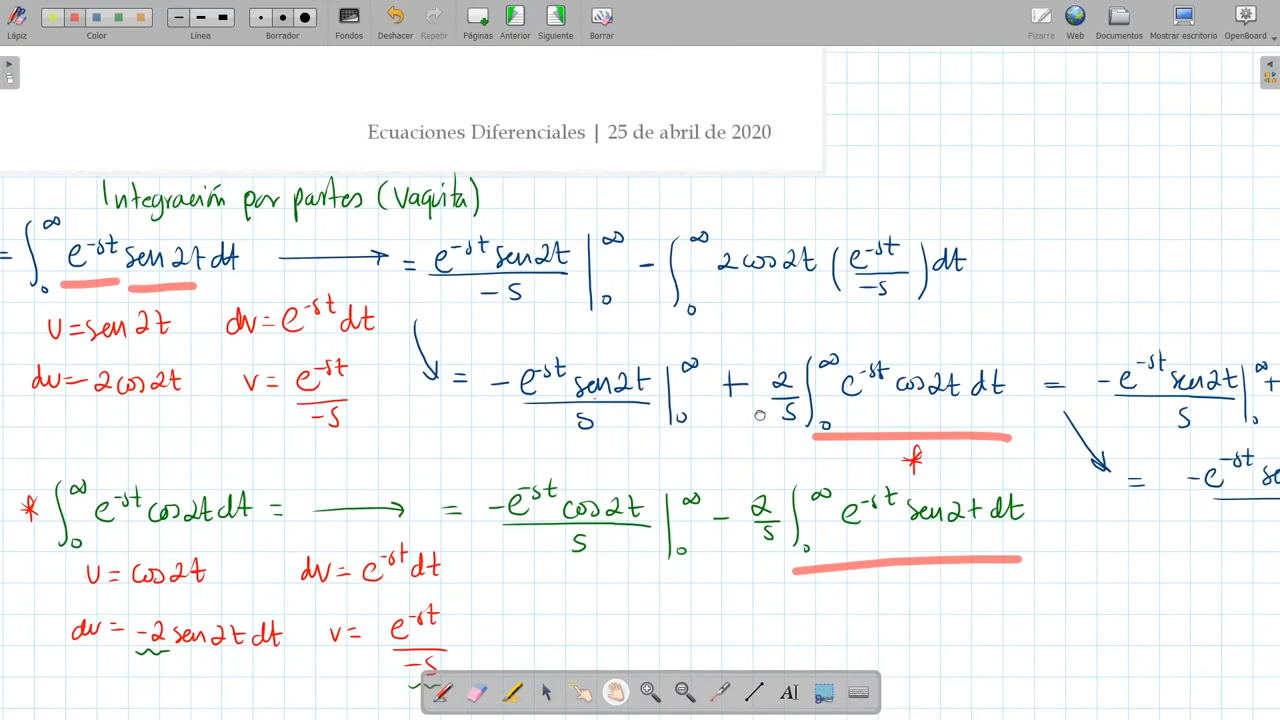 Lápiz Color Línea Borrador Fondos Deshacer Repetir Páginas Anterior Siguiente Borrar Pizarra Web Documentos Mostrar escritorio OpenBoard
Ecuaciones Diferenciales | 25 de abril de 2020
Integración por partes (Vaquita)
= ∫₀^∞ e^-st sen 2t dt ⟶ = e^-st sen 2t / -s |₀^∞ - ∫₀^∞ 2 cos 2t (e^-st / -s) dt
u = sen 2t dv = e^-st dt
du = 2 cos 2t v = e^-st / -s
= -e^-st sen 2t / s |₀^∞ + 2/s ∫₀^∞ e^-st cos 2t dt = -e^-st sen 2t / s |₀^∞ +
*
= -e^-st
* ∫₀^∞ e^-st cos 2t dt = ⟶ = -e^-st cos 2t / s |₀^∞ - 2/s ∫₀^∞ e^-st sen 2t dt
u = cos 2t dv = e^-st dt
du = -2 sen 2t dt v = e^-st / -s